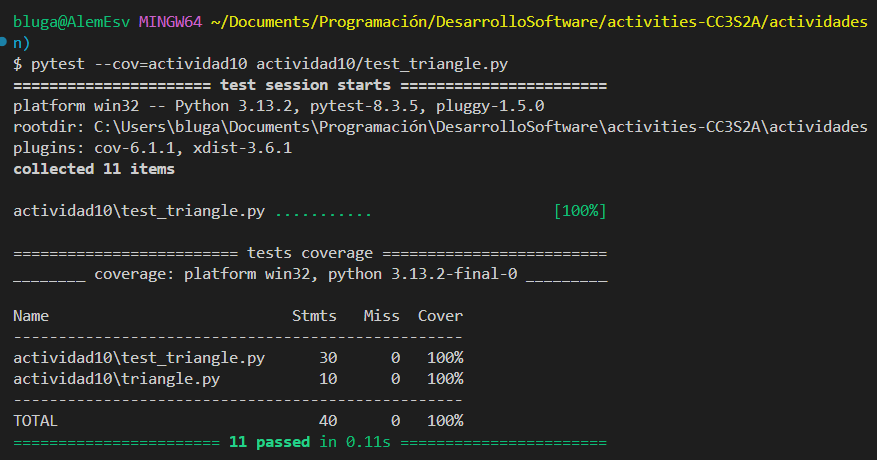 bluga@AlemEsv MINGW64 ~/Documents/Programación/DesarrolloSoftware/activities-CC3S2A/actividades
n)
$ pytest --cov=actividad10 actividad10/test_triangle.py
====================== test session starts =======================
platform win32 -- Python 3.13.2, pytest-8.3.5, pluggy-1.5.0
rootdir: C:\Users\bluga\Documents\Programación\DesarrolloSoftware\activities-CC3S2A\actividades
plugins: cov-6.1.1, xdist-3.6.1
collected 11 items
actividad10\test_triangle.py ........... [100%]
========================= tests coverage =========================
________ coverage: platform win32, python 3.13.2-final-0 _________
Name Stmts Miss Cover
--------------------------------------------------
actividad10\test_triangle.py 30 0 100%
actividad10\triangle.py 10 0 100%
--------------------------------------------------
TOTAL 40 0 100%
======================= 11 passed in 0.11s =======================